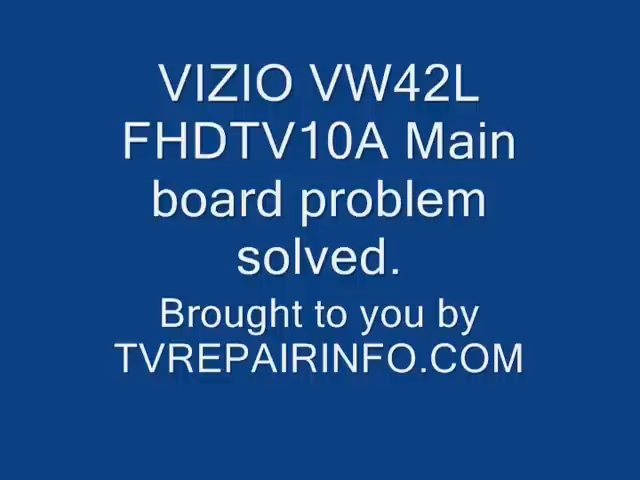 VIZIO VW42L
FHDTV10A Main
board problem
solved.
Brought to you by
TVREPAIRINFO.COM